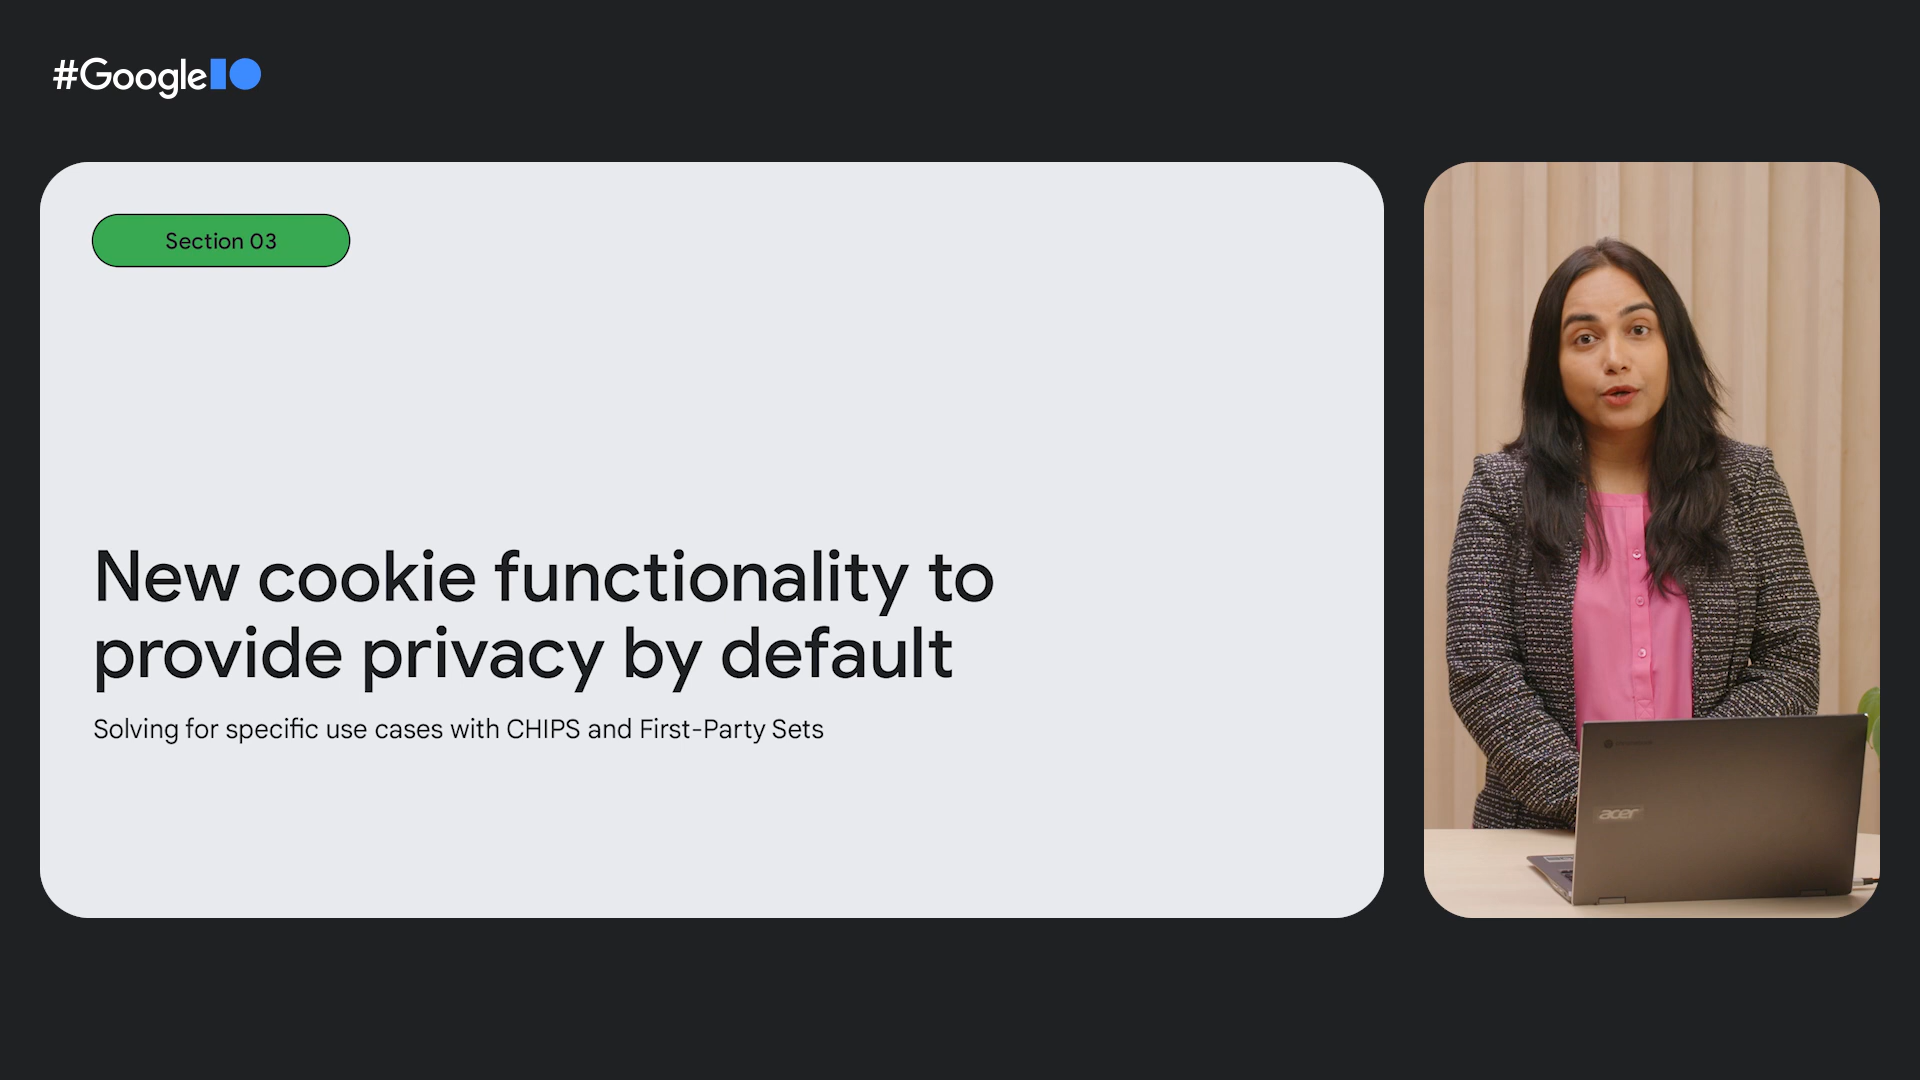 #GoogleIO
Section 03
New cookie functionality to
provide privacy by default
Solving for specific use cases with CHIPS and First-Party Sets
acer